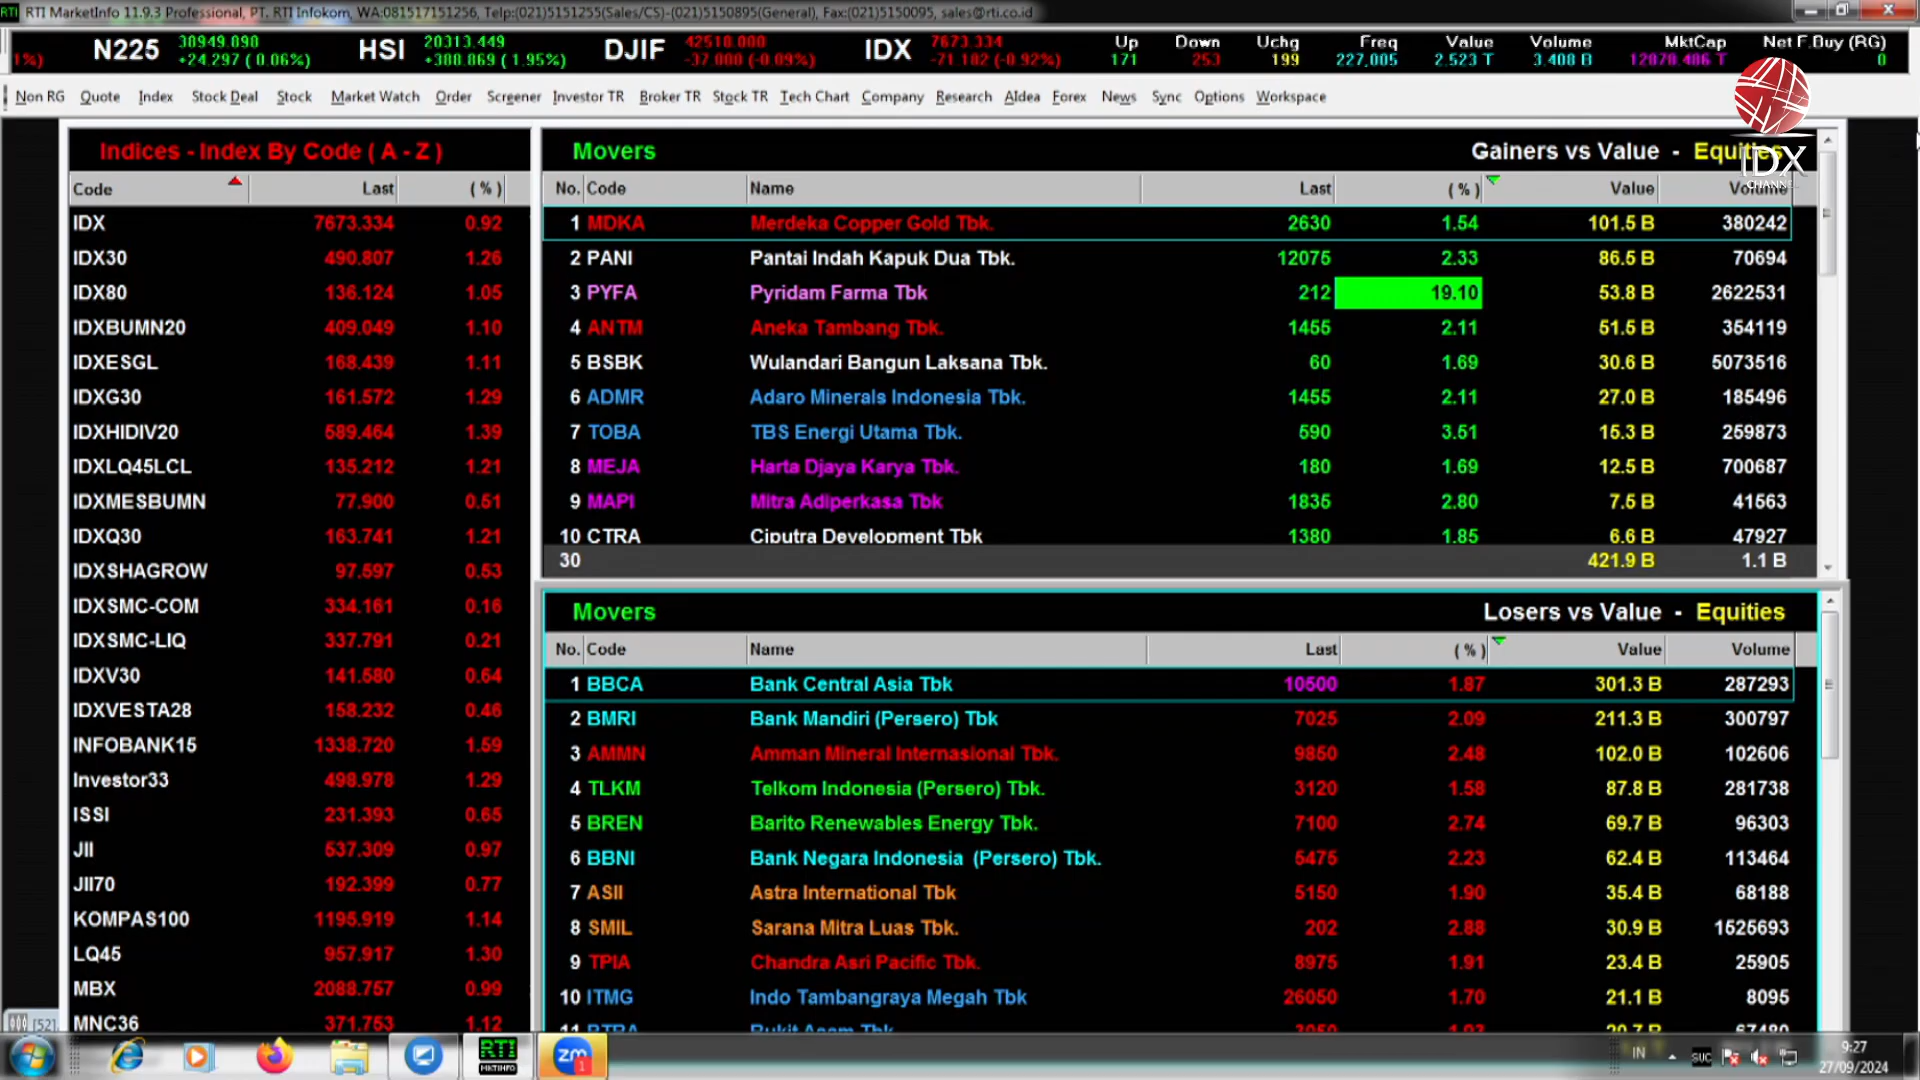 RTI MarketInfo 11.9.3 Professional, PT. RTI Infokom, WA:081517151256, Telp:(021)5151255(Sales/CS)-(021)5150895(General), Fax:(021)5150095, sales@rti.co.id
1%) N225 +24.297 ( 0.06%) HSI 20313.449 ( 1.95%) DJIF IDX 7673.334 (-0.92%)
Up 171 Down 253 Uchg 199 Freq 227,005 Value 2.523 T Volume 3.408 B MktCap Net F.Buy (RG) 0
Non RG Quote Index Stock Deal Stock Market Watch Order Screener Investor TR Broker TR Stock TR Tech Chart Company Research AIdea Forex News Sync Options Workspace
IDX
CHANNEL
Indices - Index By Code ( A - Z )
Code Last ( % )
IDX 7673.334 0.92
IDX30 490.807 1.26
IDX80 136.124 1.05
IDXBUMN20 409.049 1.10
IDXESGL 168.439 1.11
IDXG30 161.572 1.29
IDXHIDIV20 589.464 1.39
IDXLQ45LCL 135.212 1.21
IDXMESBUMN 77.900 0.51
IDXQ30 163.741 1.21
IDXSHAGROW 97.597 0.53
IDXSMC-COM 334.161 0.16
IDXSMC-LIQ 337.791 0.21
IDXV30 141.580 0.64
IDXVESTA28 158.232 0.46
INFOBANK15 1338.720 1.59
Investor33 498.978 1.29
ISSI 231.393 0.65
JII 537.309 0.97
JII70 192.399 0.77
KOMPAS100 1195.919 1.14
LQ45 957.917 1.30
MBX 2088.757 0.99
MNC36 371.753 1.12
Movers Gainers vs Value - Equities
No. Code Name Last ( % ) Value Volume
1 MDKA Merdeka Copper Gold Tbk. 2630 1.54 101.5 B 380242
2 PANI Pantai Indah Kapuk Dua Tbk. 12075 2.33 86.5 B 70694
3 PYFA Pyridam Farma Tbk 212 19.10 53.8 B 2622531
4 ANTM Aneka Tambang Tbk. 1455 2.11 51.5 B 354119
5 BSBK Wulandari Bangun Laksana Tbk. 60 1.69 30.6 B 5073516
6 ADMR Adaro Minerals Indonesia Tbk. 1455 2.11 27.0 B 185496
7 TOBA TBS Energi Utama Tbk. 590 3.51 15.3 B 259873
8 MEJA Harta Djaya Karya Tbk. 180 1.69 12.5 B 700687
9 MAPI Mitra Adiperkasa Tbk 1835 2.80 7.5 B 41563
10 CTRA Ciputra Development Tbk 1380 1.85 6.6 B 47927
30 421.9 B 1.1 B
Movers Losers vs Value - Equities
No. Code Name Last ( % ) Value Volume
1 BBCA Bank Central Asia Tbk 10500 1.87 301.3 B 287293
2 BMRI Bank Mandiri (Persero) Tbk 7025 2.09 211.3 B 300797
3 AMMN Amman Mineral Internasional Tbk. 9850 2.48 102.0 B 102606
4 TLKM Telkom Indonesia (Persero) Tbk. 3120 1.58 87.8 B 281738
5 BREN Barito Renewables Energy Tbk. 7100 2.74 69.7 B 96303
6 BBNI Bank Negara Indonesia (Persero) Tbk. 5475 2.23 62.4 B 113464
7 ASII Astra International Tbk 5150 1.90 35.4 B 68188
8 SMIL Sarana Mitra Luas Tbk. 202 2.88 30.9 B 1525693
9 TPIA Chandra Asri Pacific Tbk. 8975 1.91 23.4 B 25905
10 ITMG Indo Tambangraya Megah Tbk 26050 1.70 21.1 B 8095
[52]
RTI
MKTINFO
zm
1
IN
SUC
9:27
27/09/2024